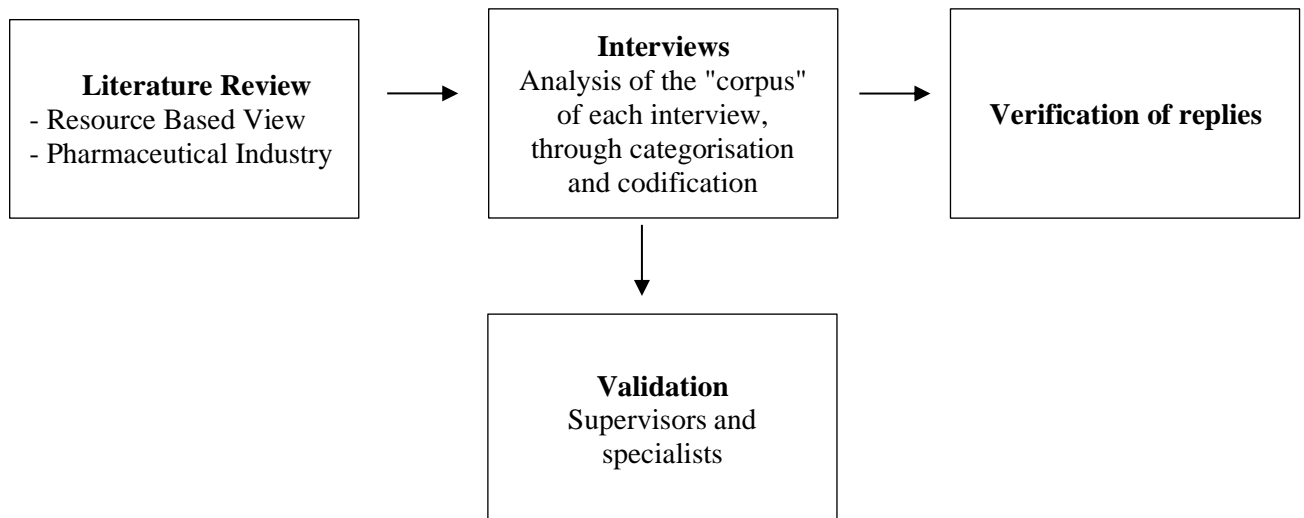 Literature Review
- Resource Based View
- Pharmaceutical Industry
Interviews
Analysis of the "corpus"
of each interview,
through categorisation
and codification
Verification of replies
Validation
Supervisors and
specialists